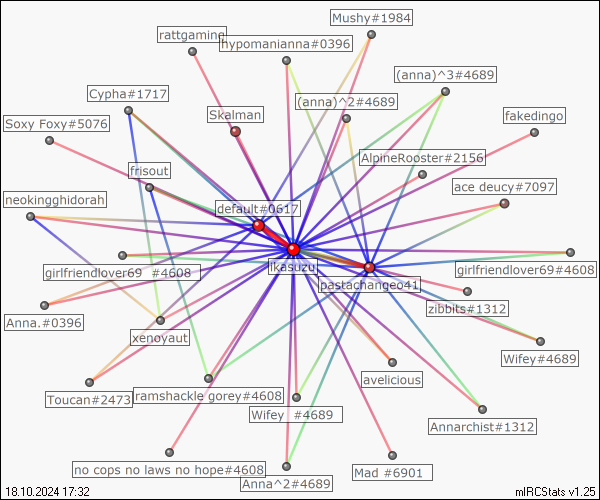 Mushy#1984
rattgamine
hypomanianna#0396
(anna)^3#4689
Cypha#1717
(anna)^2#4689
Skalman
fakedingo
Soxy Foxy#5076
AlpineRooster#2156
frisout
ace deucy#7097
neokingghidorah
default#0617
ikasuzu
girlfriendlover69 #4608
girlfriendlover69#4608
pastachangeo41
zibbits#1312
Anna.#0396
xenoyaut
Wifey#4689
avelicious
Toucan#2473
ramshackle gorey#4608
Wifey #4689
Annarchist#1312
no cops no laws no hope#4608
Mad #6901
Anna^2#4689
18.10.2024 17:32
mIRCStats v1.25